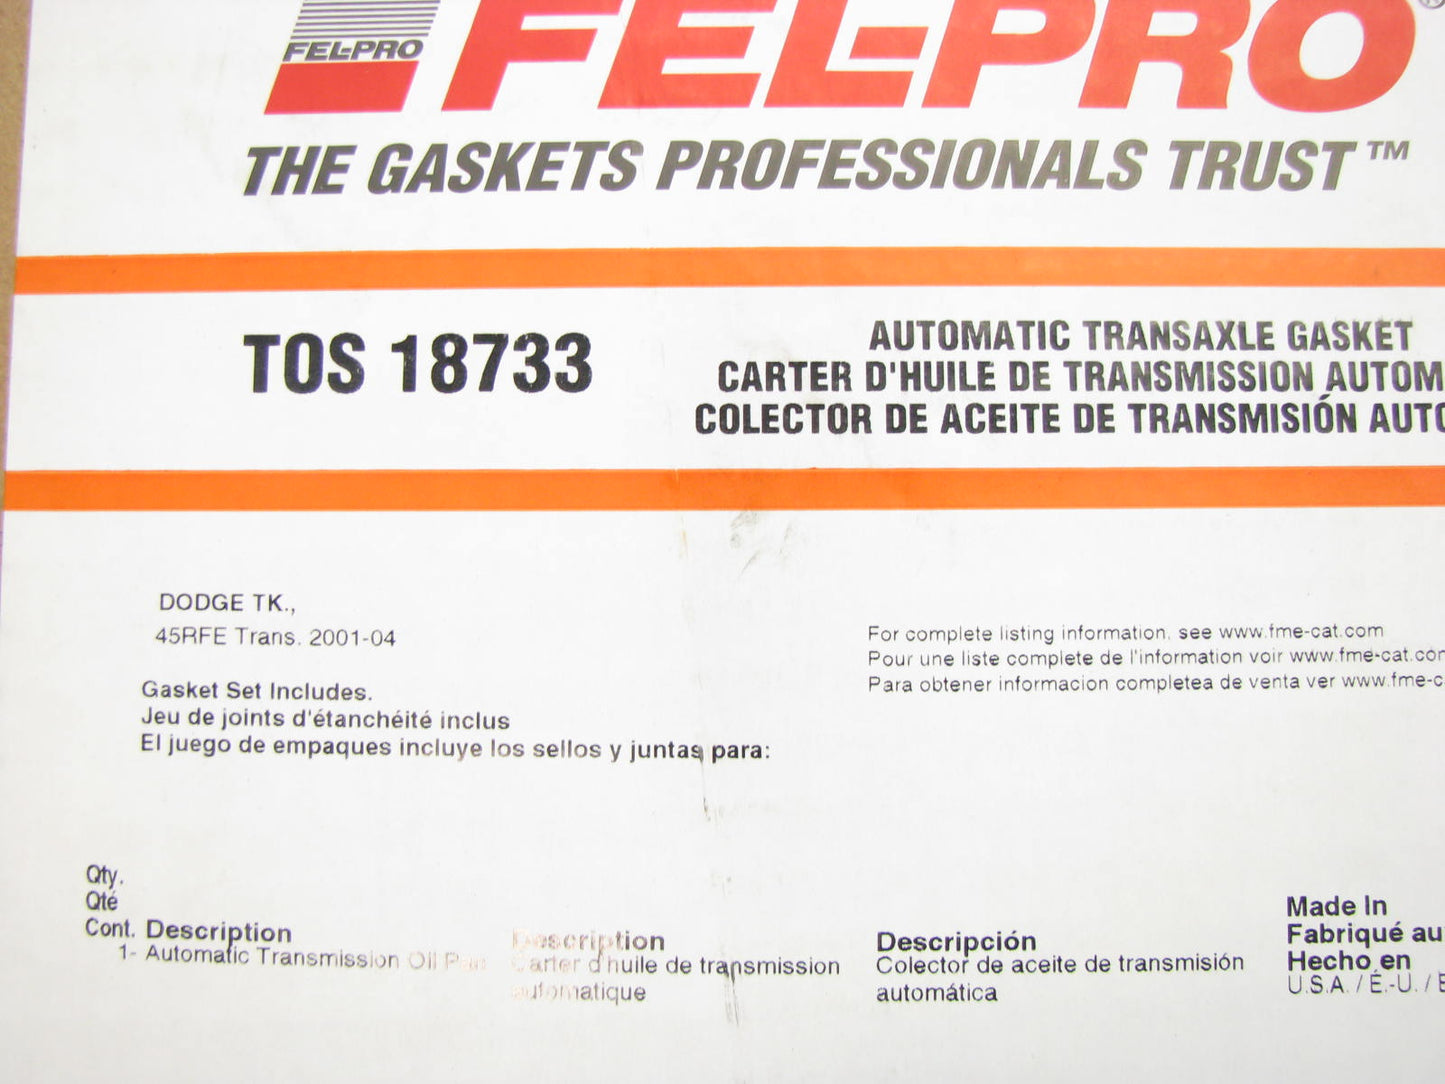 FEL-PRO
FEL-PRO®
THE GASKETS PROFESSIONALS TRUST™
TOS 18733
AUTOMATIC TRANSAXLE GASKET
CARTER D'HUILE DE TRANSMISSION AUTOM
COLECTOR DE ACEITE DE TRANSMISIÓN AUTO
DODGE TK.,
45RFE Trans. 2001-04
For complete listing information, see www.fme-cat.com
Pour une liste complete de l'information voir www.fme-cat.com
Para obtener informacion completea de venta ver www.fme-c
Gasket Set Includes.
Jeu de joints d'étanchéité inclus
El juego de empaques incluye los sellos y juntas para:
Qty.
Qté
Cont. Description
1- Automatic Transmission Oil Pan
Description
Carter d'huile de transmission
automatique
Descripción
Colector de aceite de transmisión
automática
Made In
Fabriqué au
Hecho en
U.S.A. / É.-U. / E